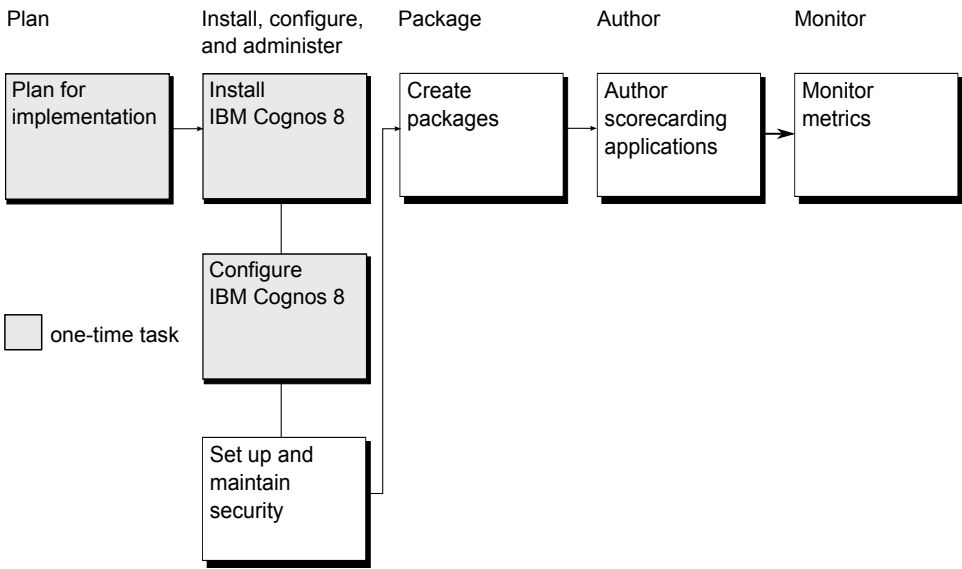 Plan
Install, configure,
and administer
Package
Author
Monitor
Plan for
implementation
Install
IBM Cognos 8
Create
packages
Author
scorecarding
applications
Monitor
metrics
Configure
IBM Cognos 8
one-time task
Set up and
maintain
security